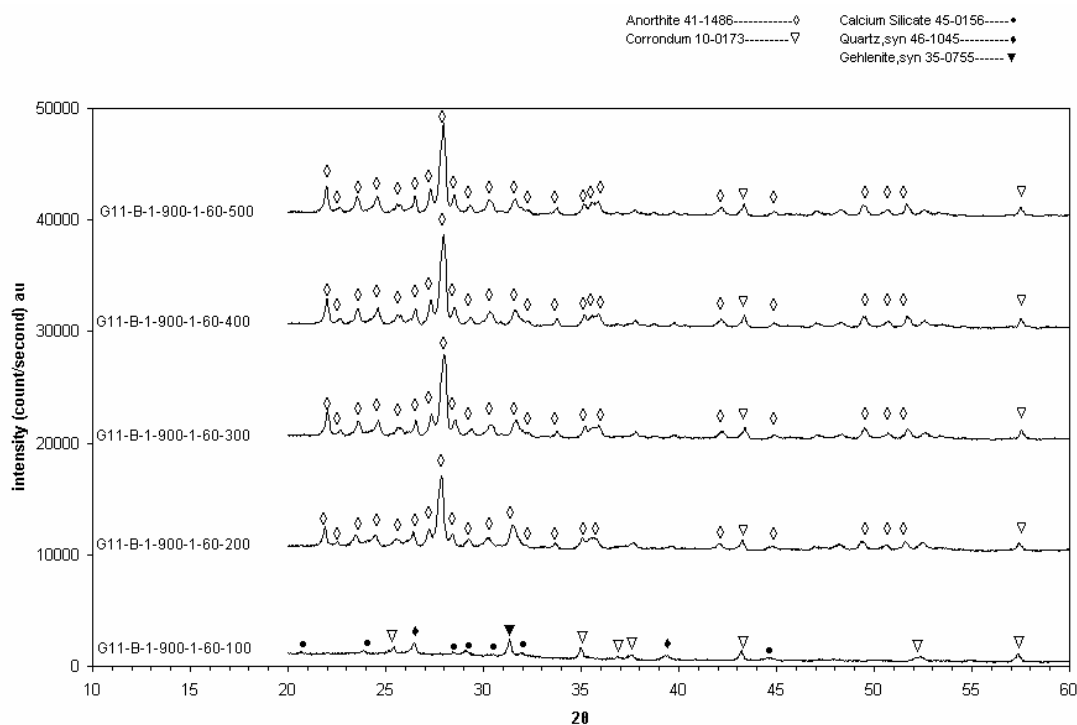 Anorthite 41-1486------------◊ Calcium Silicate 45-0156-----•
Corrondum 10-0173----------▽ Quartz,syn 46-1045-------♦
Gehlenite,syn 35-0755------▼
50000
G11-B-1-900-1-60-500
40000
G11-B-1-900-1-60-400
30000
G11-B-1-900-1-60-300
20000
G11-B-1-900-1-60-200
10000
G11-B-1-900-1-60-100
0
10 15 20 25 30 35 40 45 50 55 60
2θ
intensity (count/second) au